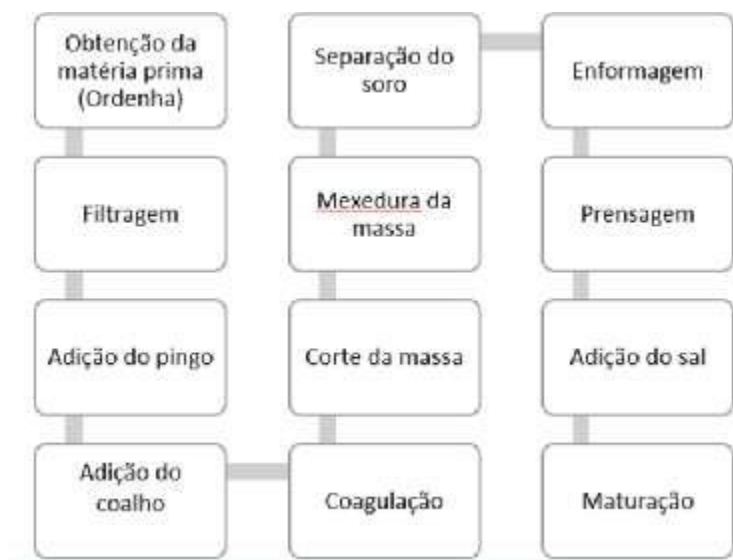 Obtenção da
matéria prima
(Ordenha)
Filtragem
Adição do pingo
Adição do
coalho
Coagulação
Corte da massa
Mexedura da
massa
Separação do
soro
Enformagem
Prensagem
Adição do sal
Maturação